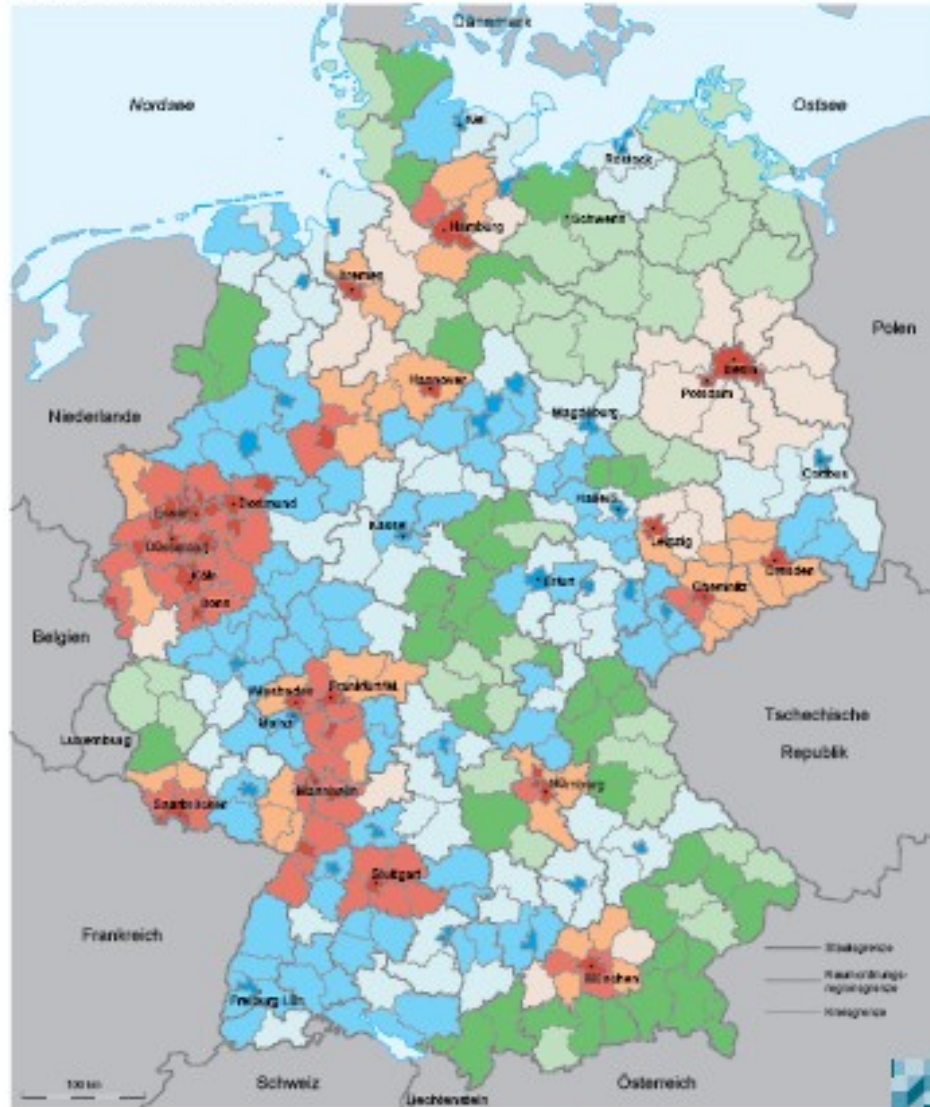 Dänemark
Nordsee
Ostsee
Kiel
Rostock
Schwerin
Hamburg
Bremen
Polen
Berlin
Hannover
Potsdam
Niederlande
Magdeburg
Cottbus
Dortmund
Essen
Halle/S.
Kassel
Leipzig
Düsseldorf
Dresden
Köln
Erfurt
Chemnitz
Bonn
Belgien
Wiesbaden
Frankfurt/M.
Mainz
Tschechische
Republik
Luxemburg
Mannheim
Nürnberg
Saarbrücken
Stuttgart
Frankreich
Staatsgrenze
Raumordnungs-
regionsgrenze
Kreisgrenze
München
Freiburg i.Br.
100 km
Schweiz
Österreich
Liechtenstein